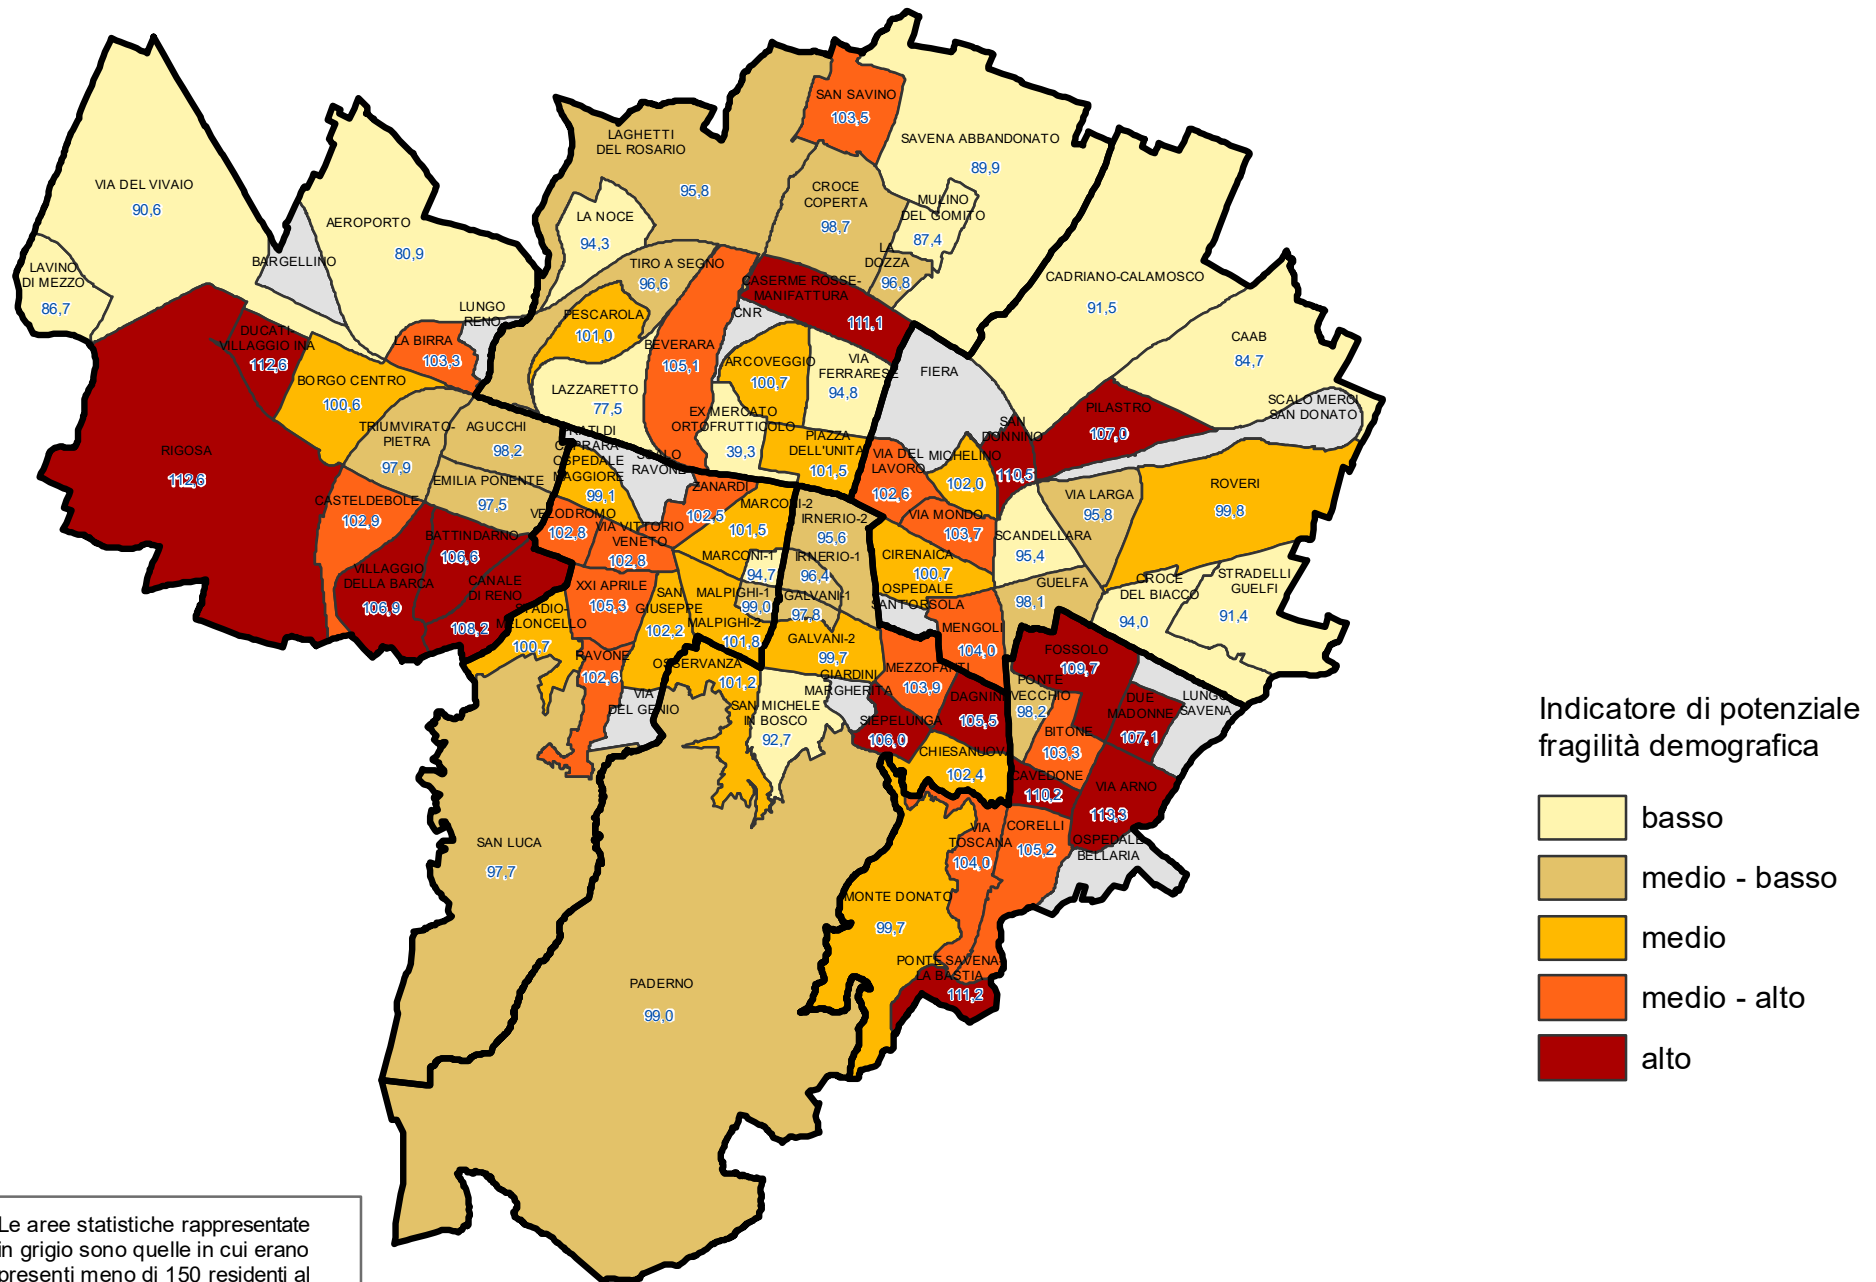 SAN SAVINO
103,5
LAGHETTI
DEL ROSARIO
95,8
SAVENA ABBANDONATO
89,9
VIA DEL VIVAIO
90,6
AEROPORTO
80,9
BARGELLINO
LAVINO
DI MEZZO
86,7
LA NOCE
94,3
CROCE
COPERTA
98,7
MULINO
DEL GOMITO
87,4
LA
DOZZA
96,8
TIRO A SEGNO
96,6
CASERME ROSSE-
MANIFATTURA
111,1
CADRIANO-CALAMOSCO
91,5
CAAB
84,7
LUNGO
RENO
PESCAROLA
101,0
CNR
BEVERARA
105,1
DUCATI-
VILLAGGIO INA
112,6
LA BIRRA
103,3
BORGO CENTRO
100,6
ARCOVEGGIO
100,7
VIA
FERRARESE
94,8
FIERA
LAZZARETTO
77,5
EX MERCATO
ORTOFRUTTICOLO
39,3
SCALO MERCI
SAN DONATO
PILASTRO
107,0
SAN
DONNINO
110,5
TRIUMVIRATO-
PIETRA
97,9
AGUCCHI
98,2
PRATI DI
CAPRARA-
OSPEDALE
MAGGIORE
99,1
SCALO
RAVONE
PIAZZA
DELL'UNITA'
101,5
VIA DEL
LAVORO
102,6
MICHELINO
102,0
RIGOSA
112,6
EMILIA PONENTE
97,5
ZANARDI
102,5
ROVERI
99,8
VIA LARGA
95,8
CASTELDEBOLE
102,9
VELODROMO
102,8
VIA VITTORIO
VENETO
102,8
MARCONI-2
101,5
IRNERIO-2
95,6
VIA MONDO
103,7
SCANDELLARA
95,4
BATTINDARNO
106,6
MARCONI-1
94,7
IRNERIO-1
96,4
CIRENAICA
100,7
VILLAGGIO
DELLA BARCA
106,9
CANALE
DI RENO
108,2
XXI APRILE
105,3
SAN
GIUSEPPE
102,2
MALPIGHI-1
99,0
GALVANI-1
97,8
OSPEDALE
SANT'ORSOLA
GUELFA
98,1
CROCE
DEL BIACCO
94,0
STRADELLI
GUELFI
91,4
STADIO-
MELONCELLO
100,7
MALPIGHI-2
101,8
GALVANI-2
99,7
MENGOLI
104,0
RAVONE
102,6
OSSERVANZA
101,2
GIARDINI
MARGHERITA
MEZZOFANTI
103,9
FOSSOLO
109,7
VIA
DEL GENIO
SAN MICHELE
IN BOSCO
92,7
DAGNINI
105,5
PONTE
VECCHIO
98,2
DUE
MADONNE
107,1
LUNGO
SAVENA
SIEPELUNGA
106,0
BITONE
103,3
CHIESANUOVA
102,4
CAVEDONE
110,2
VIA ARNO
113,3
SAN LUCA
97,7
VIA
TOSCANA
104,0
CORELLI
105,2
OSPEDALE
BELLARIA
MONTE DONATO
99,7
PONTE SAVENA-
LA BASTIA
111,2
PADERNO
99,0
Indicatore di potenziale
fragilità demografica
basso
medio - basso
medio
medio - alto
alto
Le aree statistiche rappresentate
in grigio sono quelle in cui erano
presenti meno di 150 residenti al